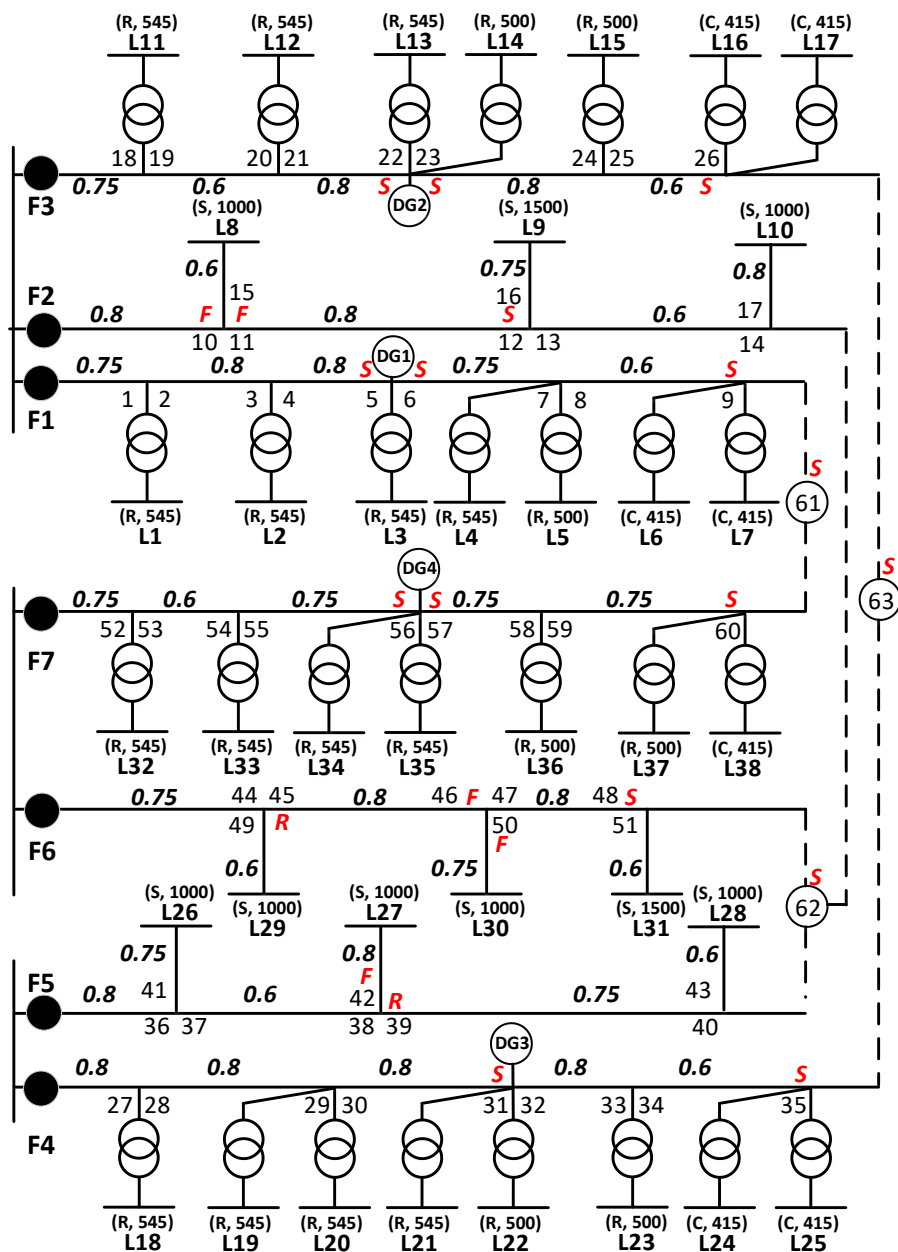 (R, 545) (R, 545) (R, 545) (R, 500) (R, 500) (C, 415) (C, 415)
L11 L12 L13 L14 L15 L16 L17
18 19 20 21 22 23 24 25 26
F3 0.75 0.6 0.8 S S 0.8 0.6 S
DG2
(S, 1000) (S, 1500) (S, 1000)
L8 L9 L10
0.6 0.75 0.8
15 16 17
F2 0.8 F F 0.8 S 0.6
10 11 12 13 14
DG1
F1 0.75 0.8 0.8 S S 0.75 0.6 S
1 2 3 4 5 6 7 8 9
S
61
(R, 545) (R, 545) (R, 545) (R, 545) (R, 500) (C, 415) (C, 415)
L1 L2 L3 L4 L5 L6 L7
DG4
S
63
F7 0.75 0.6 0.75 S S 0.75 0.75 S
52 53 54 55 56 57 58 59 60
(R, 545) (R, 545) (R, 545) (R, 545) (R, 500) (R, 500) (C, 415)
L32 L33 L34 L35 L36 L37 L38
0.75 44 45 0.8 46 F 47 0.8 48 S
F6 49 R 50 51
F
0.6 0.75 0.6
(S, 1000) (S, 1000) (S, 1000) (S, 1000) (S, 1500) (S, 1000)
L26 L29 L27 L30 L31 L28
S
62
0.75 0.8 0.6
F
F5 0.8 41 0.6 42 R 0.75 43
36 37 38 39 40
DG3
F4 0.8 0.8 0.8 S 0.8 0.6 S
27 28 29 30 31 32 33 34 35
(R, 545) (R, 545) (R, 545) (R, 545) (R, 500) (R, 500) (C, 415) (C, 415)
L18 L19 L20 L21 L22 L23 L24 L25